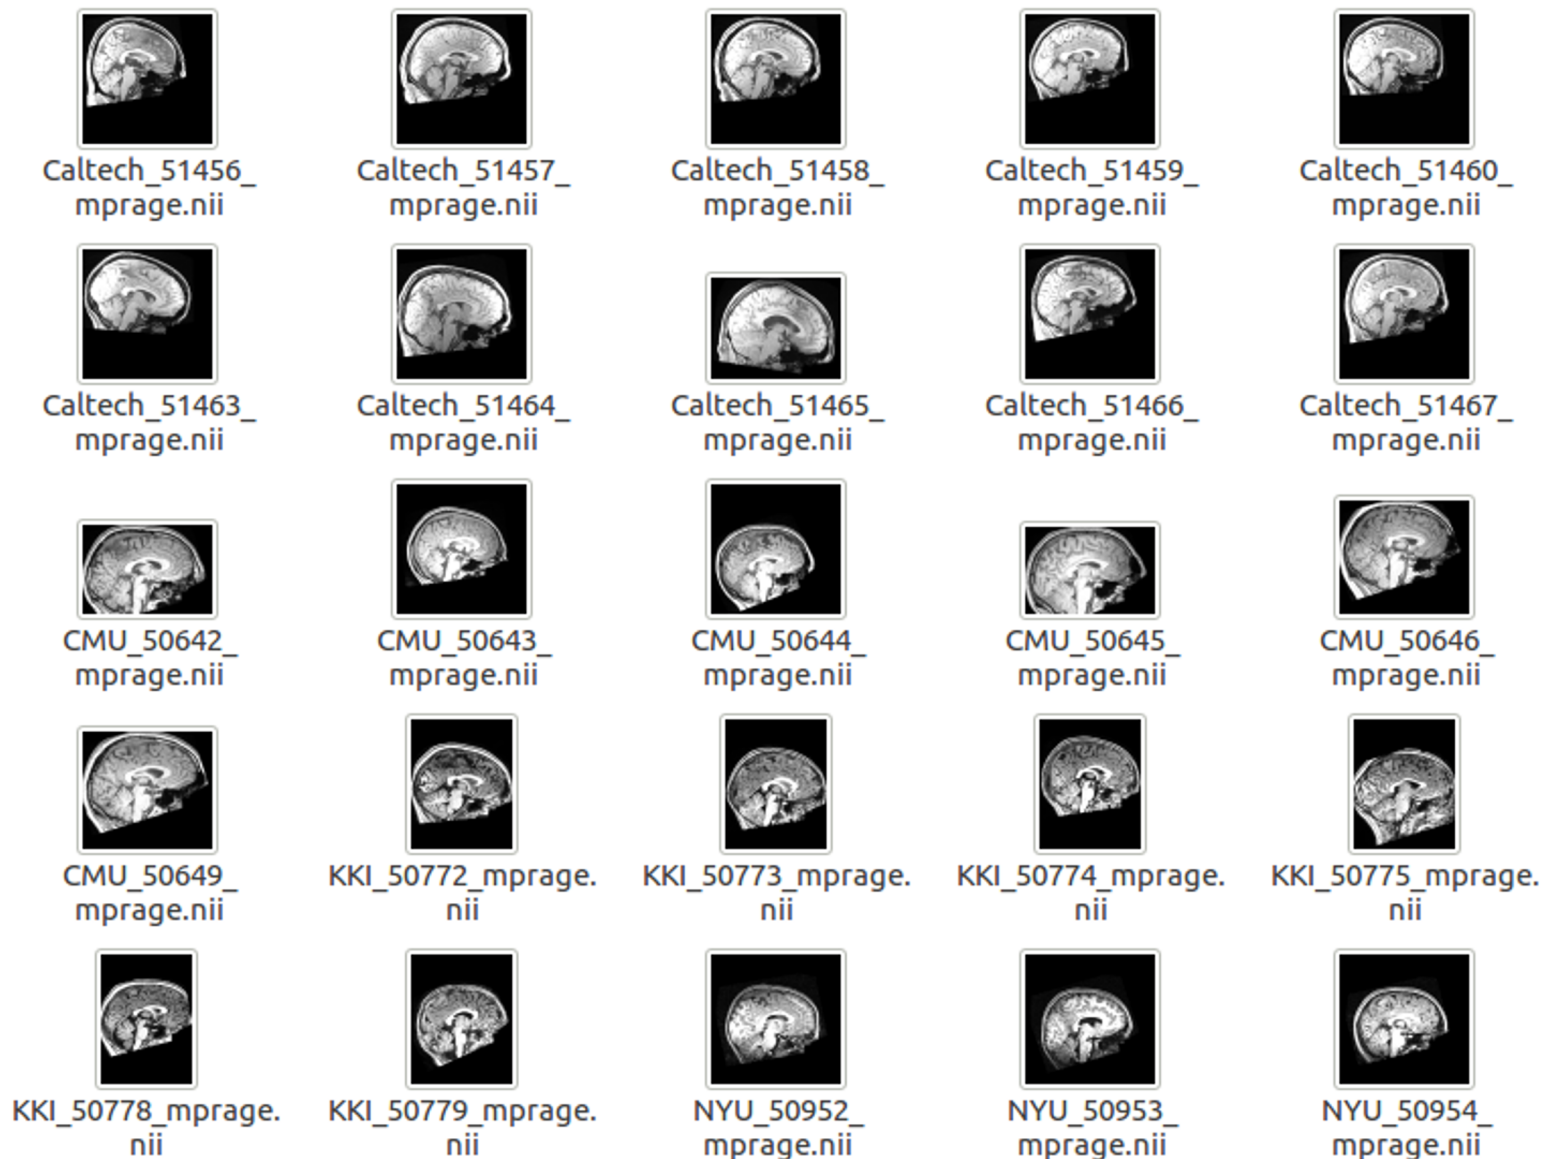 Caltech_51456_
mprage.nii
Caltech_51457_
mprage.nii
Caltech_51458_
mprage.nii
Caltech_51459_
mprage.nii
Caltech_51460_
mprage.nii
Caltech_51463_
mprage.nii
Caltech_51464_
mprage.nii
Caltech_51465_
mprage.nii
Caltech_51466_
mprage.nii
Caltech_51467_
mprage.nii
CMU_50642_
mprage.nii
CMU_50643_
mprage.nii
CMU_50644_
mprage.nii
CMU_50645_
mprage.nii
CMU_50646_
mprage.nii
CMU_50649_
mprage.nii
KKI_50772_mprage.
nii
KKI_50773_mprage.
nii
KKI_50774_mprage.
nii
KKI_50775_mprage.
nii
KKI_50778_mprage.
nii
KKI_50779_mprage.
nii
NYU_50952_
mprage.nii
NYU_50953_
mprage.nii
NYU_50954_
mprage.nii